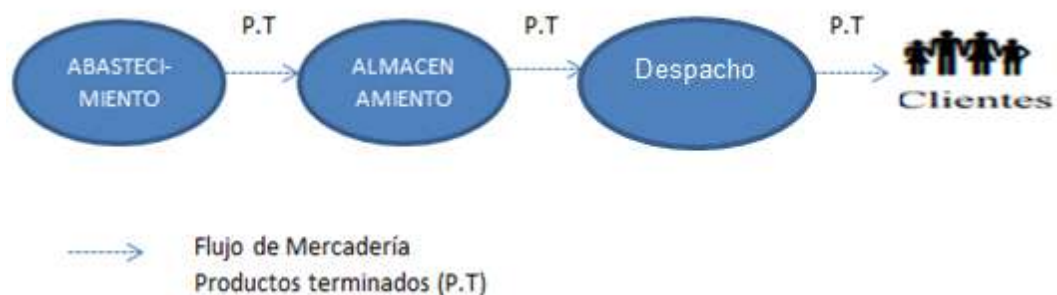 P.T
P.T
P.T
ABASTECI-
MIENTO
ALMACEN
AMIENTO
Despacho
Clientes
Flujo de Mercadería
Productos terminados (P.T)